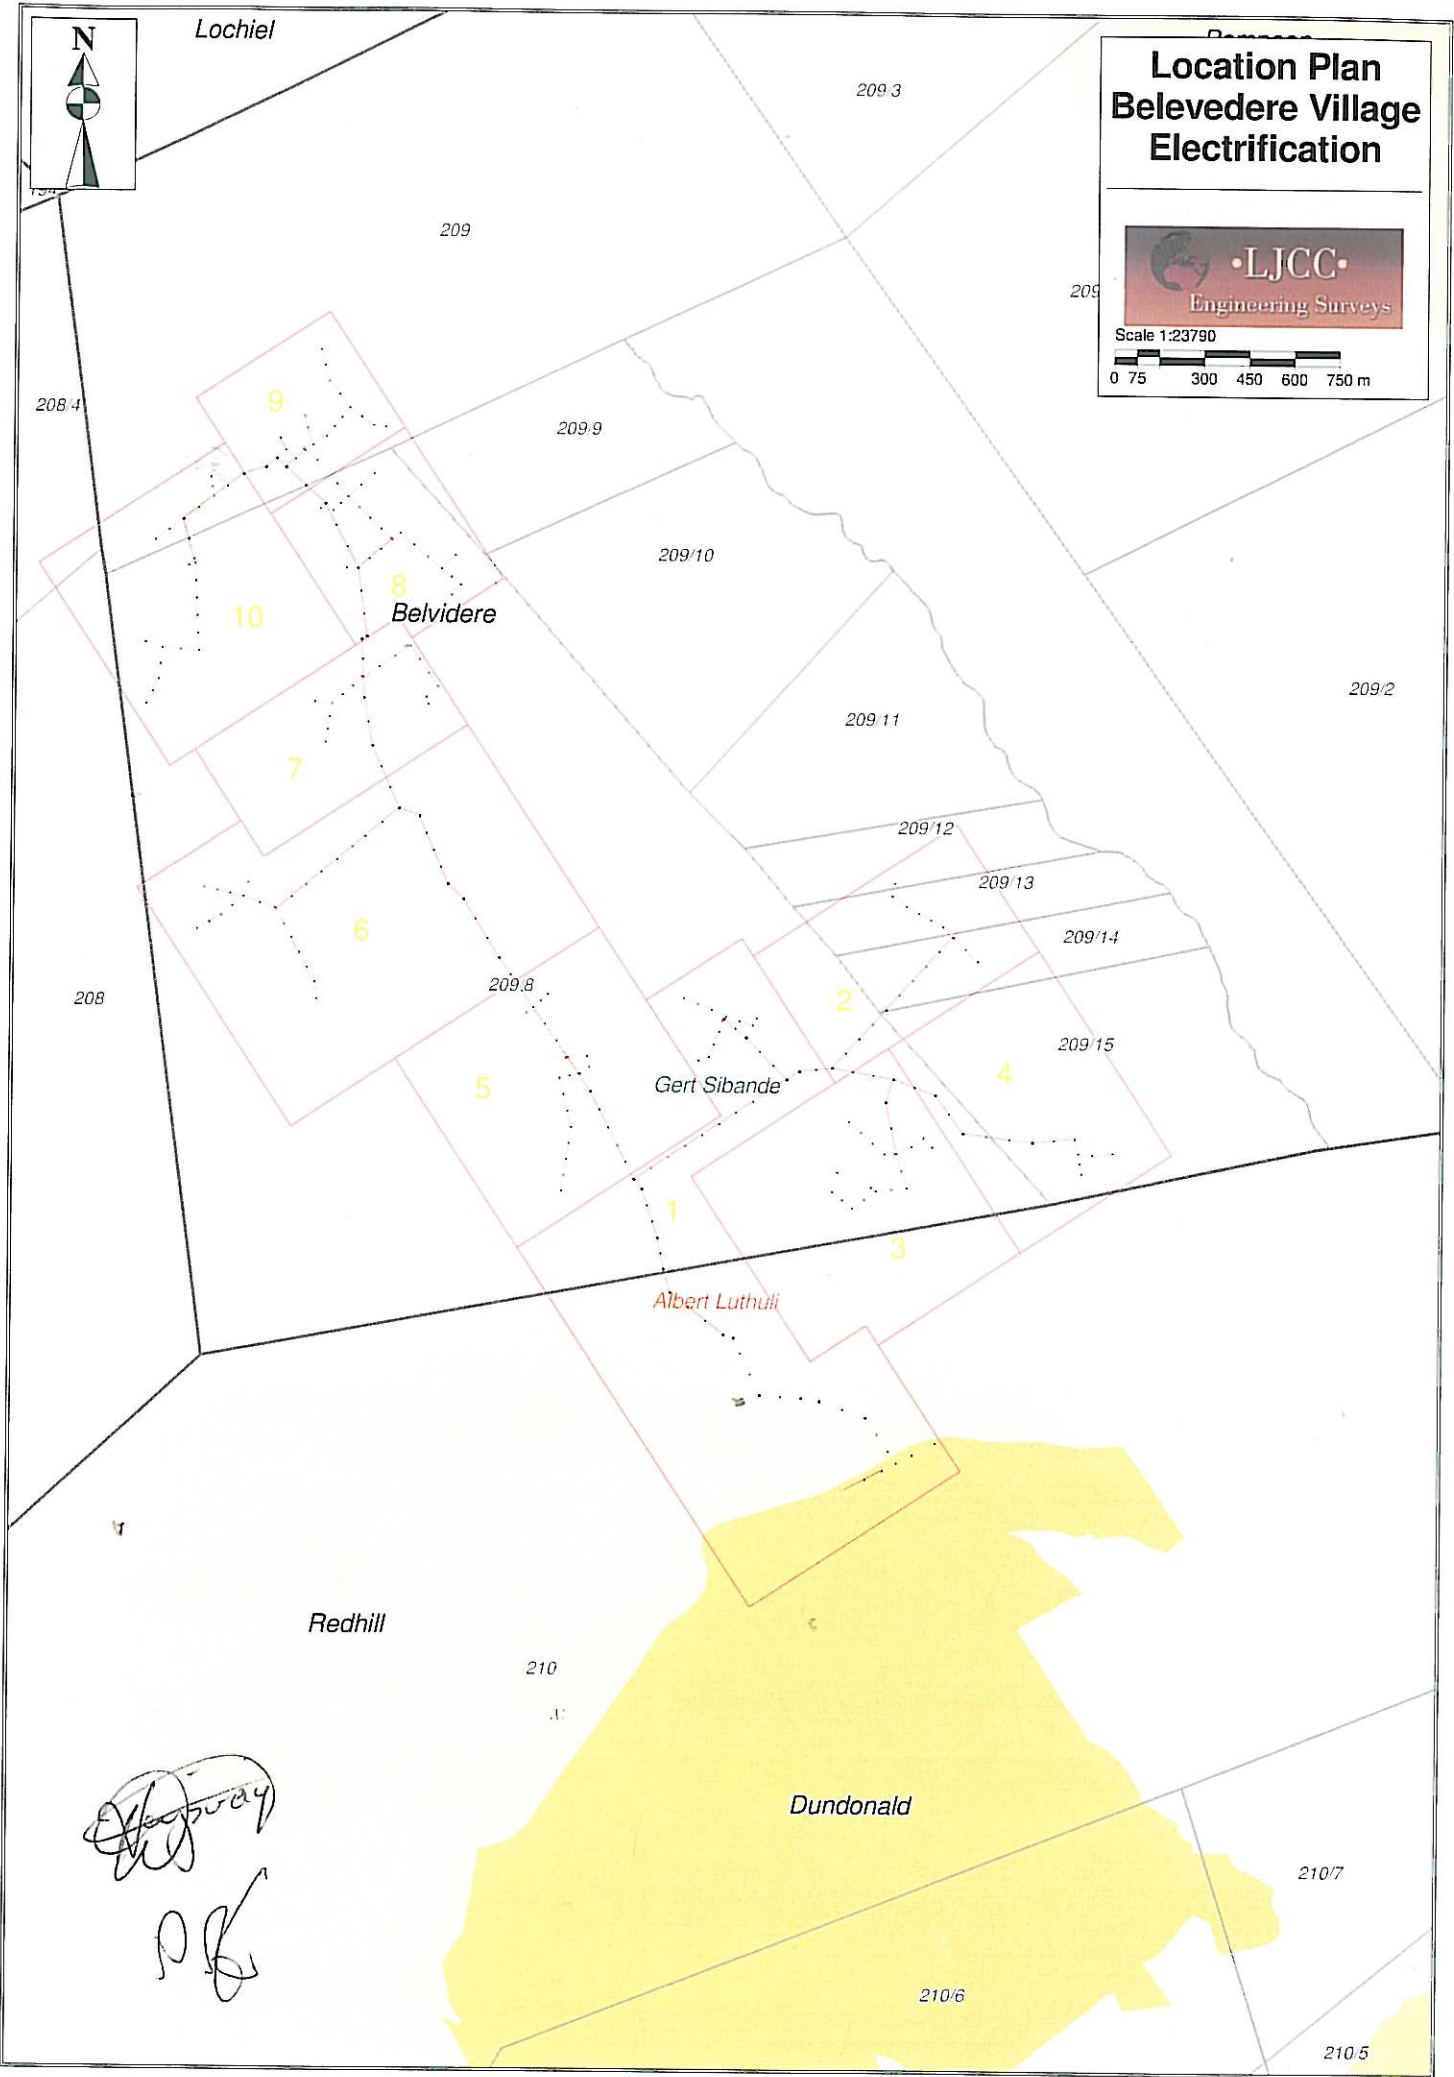 N
Lochiel
Location Plan
Belevedere Village
Electrification
•LJCC•
Engineering Surveys
Scale 1:23790
0 75 300 450 600 750 m
209/3
209
209
208/4
9
209/9
209/10
8
10
Belvidere
209/2
209/11
7
209/12
209/13
6
209/14
209/8
208
2
209/15
4
5
Gert Sibande
1
3
Albert Luthuli
Redhill
210
Dundonald
210/7
210/6
210/5